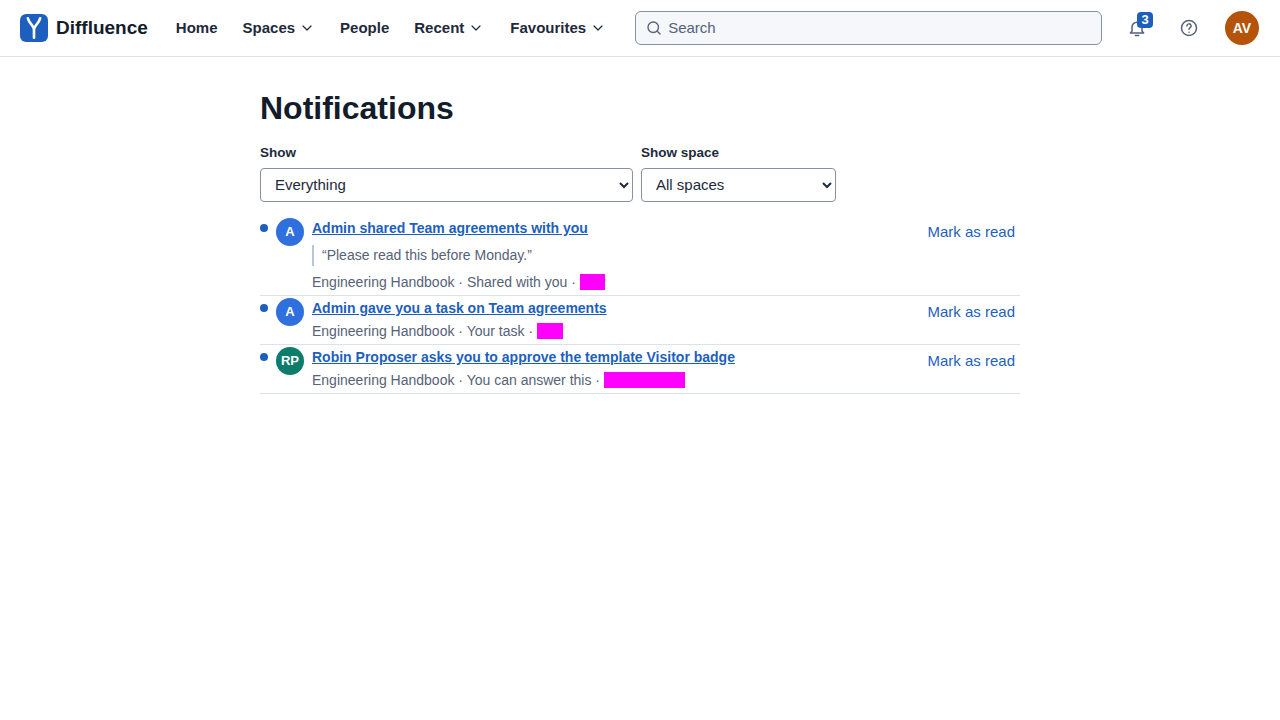 Diffluence Home Spaces People Recent Favourites Search 3 AV
Notifications
Show Show space
Everything All spaces
A Admin shared Team agreements with you Mark as read
“Please read this before Monday.”
Engineering Handbook · Shared with you ·
A Admin gave you a task on Team agreements Mark as read
Engineering Handbook · Your task ·
RP Robin Proposer asks you to approve the template Visitor badge Mark as read
Engineering Handbook · You can answer this ·